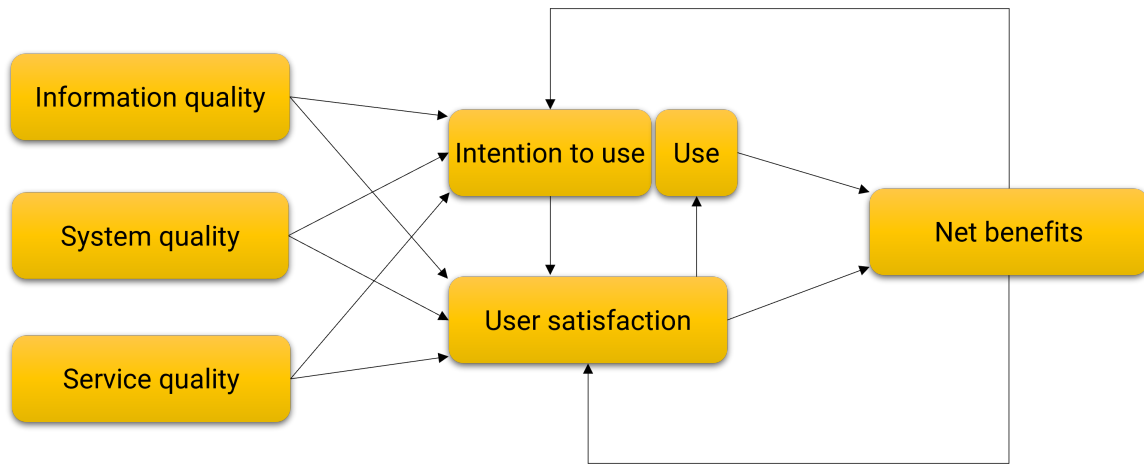 Information quality
System quality
Service quality
Intention to use
Use
User satisfaction
Net benefits